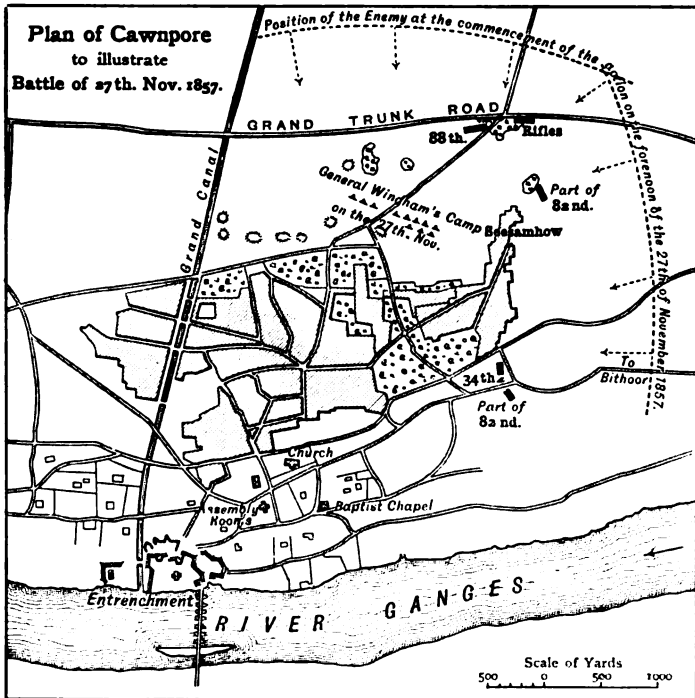 Plan of Cawnpore
to illustrate
Battle of 27th. Nov. 1857.
Position of the Enemy at the commencement of the Action on the forenoon of the 27th of November 1857.
GRAND TRUNK ROAD
88th.
Rifles
Grand Canal
General Wingham's Camp
on the 27th. Nov.
Part of
82nd.
Seesamhow
34th
Part of
82nd.
To
Bithoor
Church
Assembly
Rooms
Baptist Chapel
Entrenchment
RIVER GANGES
Scale of Yards
500 0 500 1000